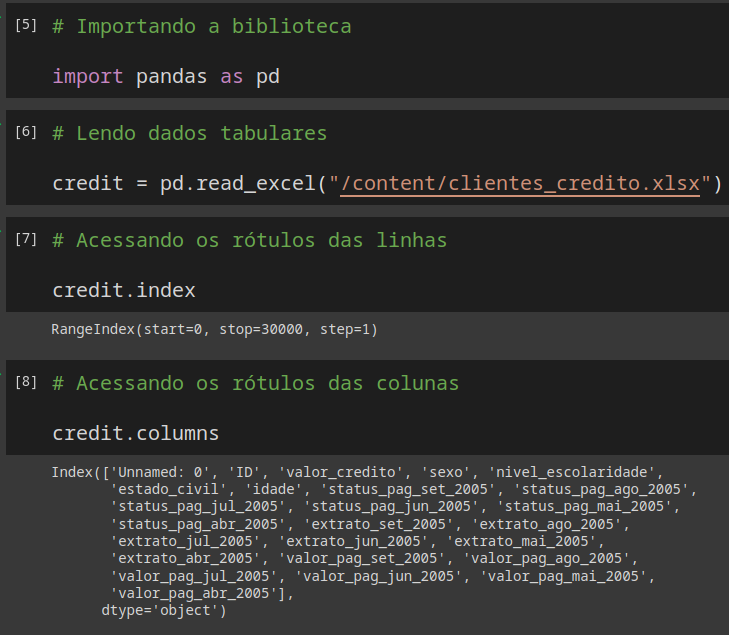 [5] # Importando a biblioteca
import pandas as pd
[6] # Lendo dados tabulares
credit = pd.read_excel("/content/clientes_credito.xlsx")
[7] # Acessando os rótulos das linhas
credit.index
RangeIndex(start=0, stop=30000, step=1)
[8] # Acessando os rótulos das colunas
credit.columns
Index(['Unnamed: 0', 'ID', 'valor_credito', 'sexo', 'nivel_escolaridade',
'estado_civil', 'idade', 'status_pag_set_2005', 'status_pag_ago_2005',
'status_pag_jul_2005', 'status_pag_jun_2005', 'status_pag_mai_2005',
'status_pag_abr_2005', 'extrato_set_2005', 'extrato_ago_2005',
'extrato_jul_2005', 'extrato_jun_2005', 'extrato_mai_2005',
'extrato_abr_2005', 'valor_pag_set_2005', 'valor_pag_ago_2005',
'valor_pag_jul_2005', 'valor_pag_jun_2005', 'valor_pag_mai_2005',
'valor_pag_abr_2005'],
dtype='object')